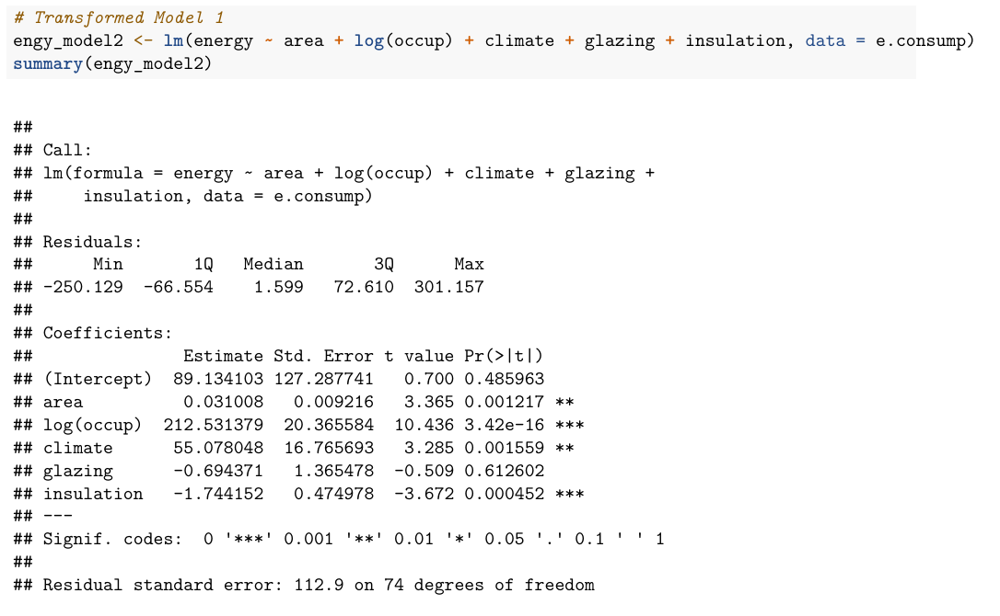 # Transformed Model 1
engy_model2 <- lm(energy ~ area + log(occup) + climate + glazing + insulation, data = e.consump)
summary(engy_model2)
##
## Call:
## lm(formula = energy ~ area + log(occup) + climate + glazing +
##     insulation, data = e.consump)
##
## Residuals:
##      Min       1Q   Median       3Q      Max
## -250.129  -66.554    1.599   72.610  301.157
##
## Coefficients:
##               Estimate Std. Error t value Pr(>|t|)
## (Intercept)  89.134103 127.287741   0.700 0.485963
## area          0.031008   0.009216   3.365 0.001217 **
## log(occup)  212.531379  20.365584  10.436 3.42e-16 ***
## climate      55.078048  16.765693   3.285 0.001559 **
## glazing      -0.694371   1.365478  -0.509 0.612602
## insulation   -1.744152   0.474978  -3.672 0.000452 ***
## ---
## Signif. codes:  0 '***' 0.001 '**' 0.01 '*' 0.05 '.' 0.1 ' ' 1
##
## Residual standard error: 112.9 on 74 degrees of freedom